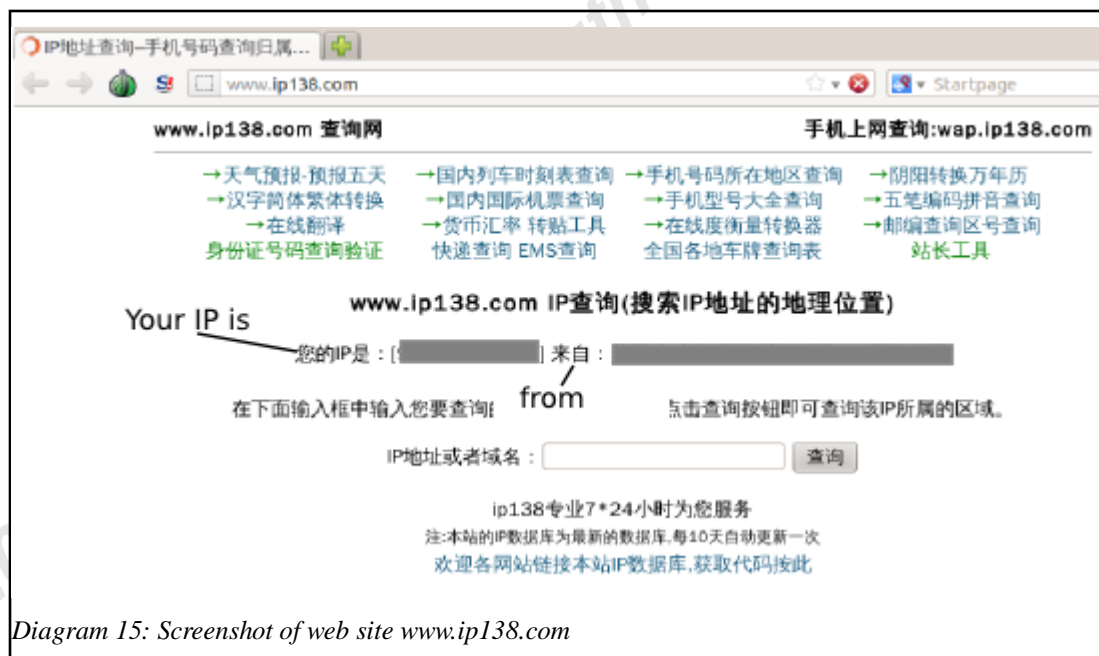 IP地址查询–手机号码查询归属...
www.ip138.com Startpage
www.ip138.com 查询网 手机上网查询:wap.ip138.com
→天气预报·预报五天 →国内列车时刻表查询 →手机号码所在地区查询 →阴阳转换万年历
→汉字简体繁体转换 →国内国际机票查询 →手机型号大全查询 →五笔编码拼音查询
→在线翻译 →货币汇率 转贴工具 →在线度衡量转换器 →邮编查询区号查询
身份证号码查询验证 快递查询 EMS查询 全国各地车牌查询表 站长工具
www.ip138.com IP查询(搜索IP地址的地理位置)
Your IP is
您的IP是：[ ] 来自：
from
在下面输入框中输入您要查询 点击查询按钮即可查询该IP所属的区域。
IP地址或者域名： 查询
ip138专业7*24小时为您服务
注:本站的IP数据库为最新的数据库,每10天自动更新一次
欢迎各网站链接本站IP数据库,获取代码按此
Diagram 15: Screenshot of web site www.ip138.com